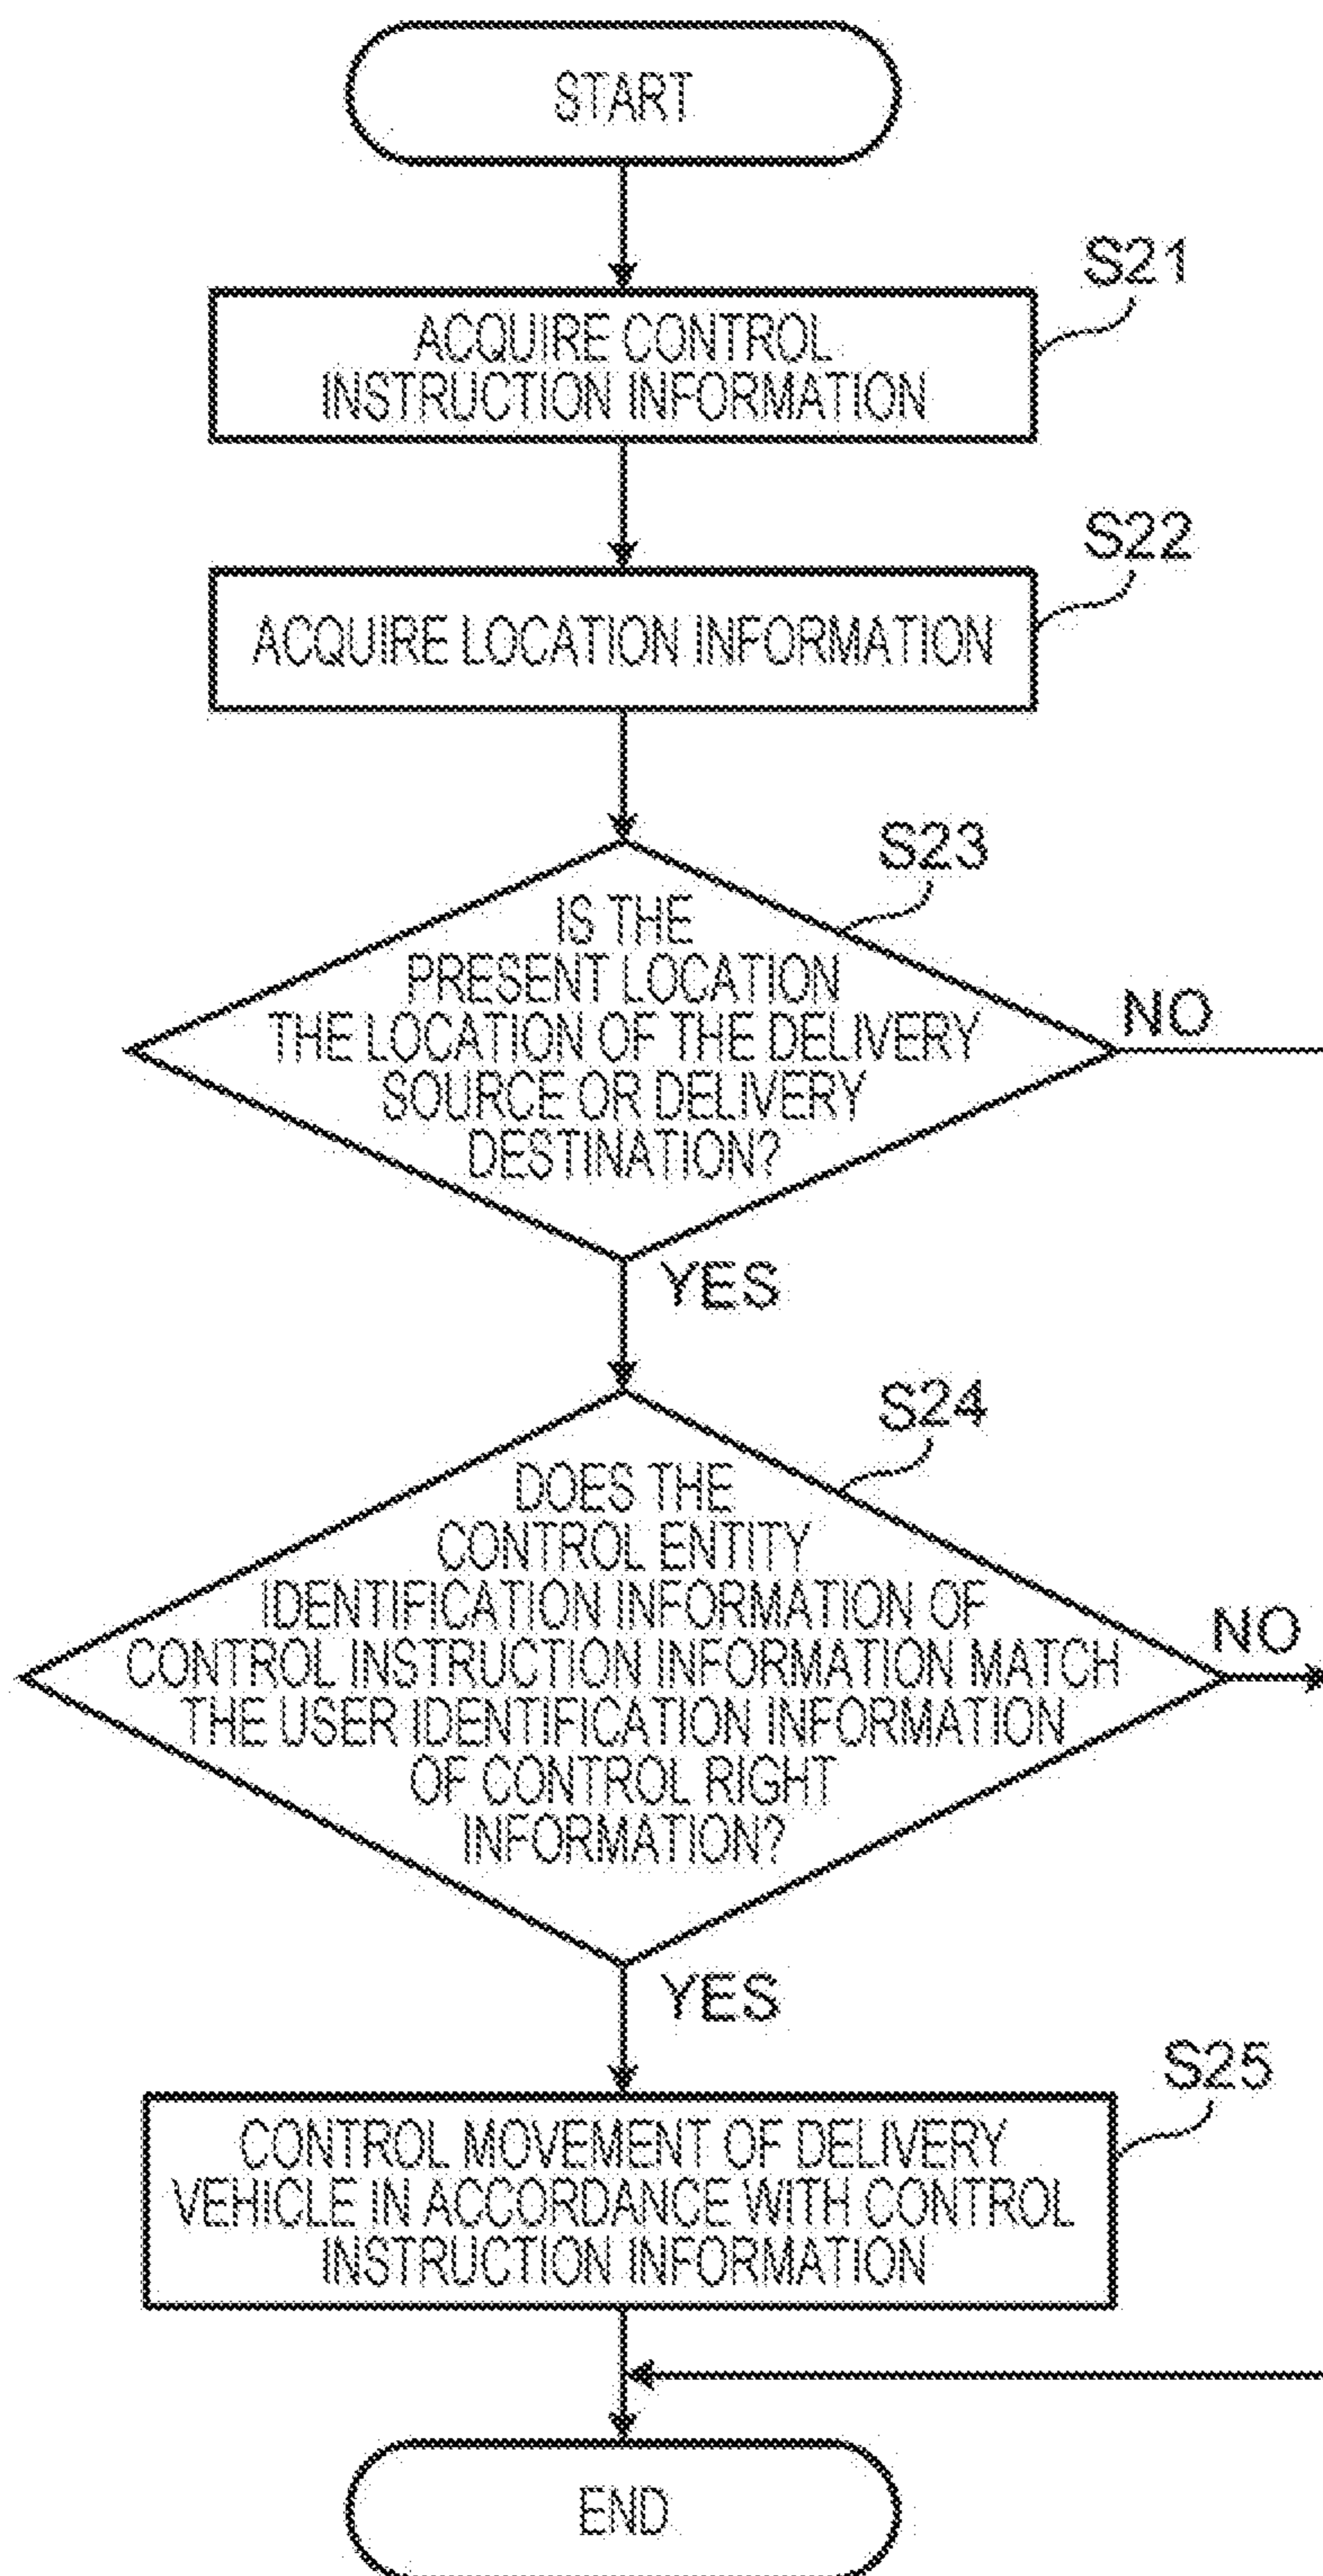 START
S21
ACQUIRE CONTROL
INSTRUCTION INFORMATION
S22
ACQUIRE LOCATION INFORMATION
S23
IS THE
PRESENT LOCATION
THE LOCATION OF THE DELIVERY
SOURCE OR DELIVERY
DESTINATION?
NO
YES
S24
DOES THE
CONTROL ENTITY
IDENTIFICATION INFORMATION OF
CONTROL INSTRUCTION INFORMATION MATCH
THE USER IDENTIFICATION INFORMATION
OF CONTROL RIGHT
INFORMATION?
NO
YES
S25
CONTROL MOVEMENT OF DELIVERY
VEHICLE IN ACCORDANCE WITH CONTROL
INSTRUCTION INFORMATION
END